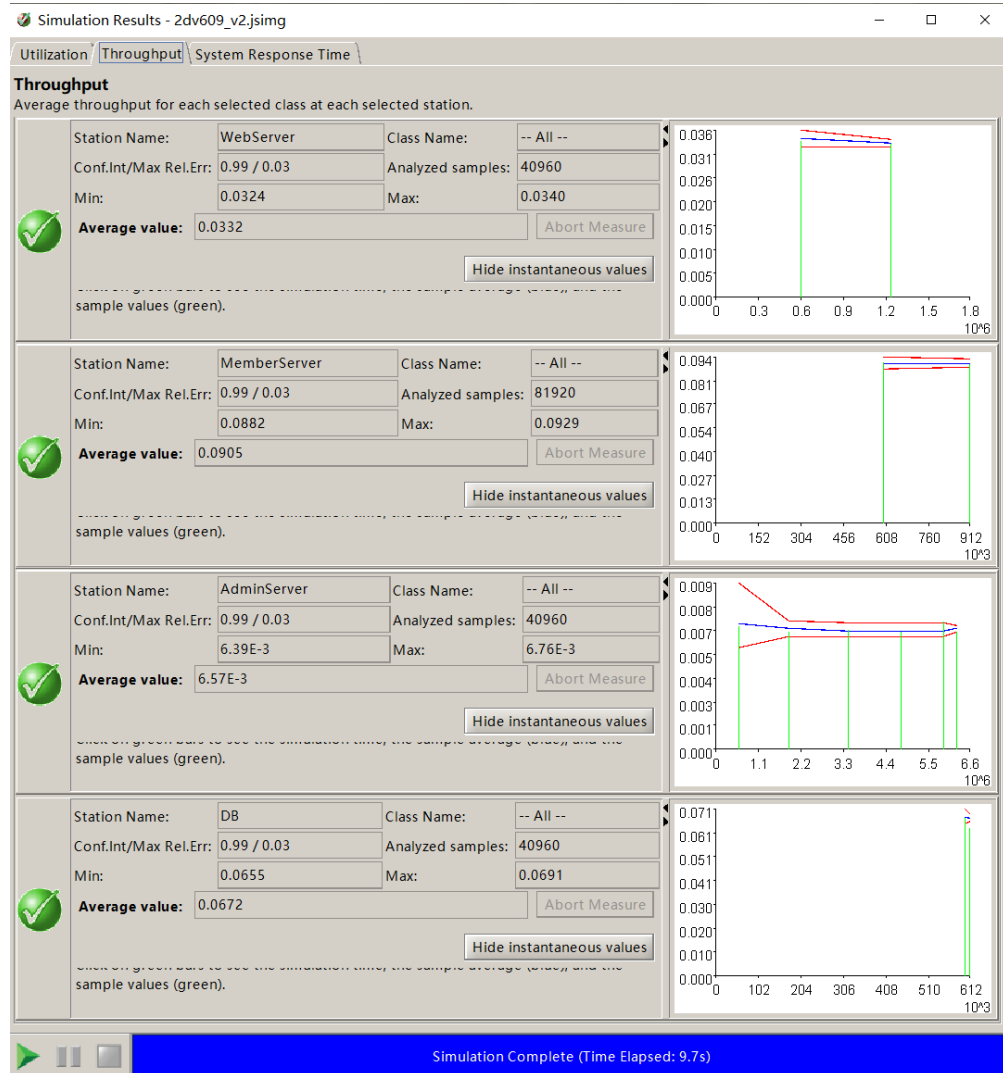 Simulation Results - 2dv609_v2.jsimg
Utilization Throughput System Response Time
Throughput
Average throughput for each selected class at each selected station.
Station Name: WebServer Class Name: -- All --
Conf.Int/Max Rel.Err: 0.99 / 0.03 Analyzed samples: 40960
Min: 0.0324 Max: 0.0340
Average value: 0.0332 Abort Measure
Hide instantaneous values
sample values (green).
0.036
0.031
0.026
0.020
0.015
0.010
0.005
0.000
0 0.3 0.6 0.9 1.2 1.5 1.8
10^6
Station Name: MemberServer Class Name: -- All --
Conf.Int/Max Rel.Err: 0.99 / 0.03 Analyzed samples: 81920
Min: 0.0882 Max: 0.0929
Average value: 0.0905 Abort Measure
Hide instantaneous values
sample values (green).
0.094
0.081
0.067
0.054
0.040
0.027
0.013
0.000
0 152 304 456 608 760 912
10^3
Station Name: AdminServer Class Name: -- All --
Conf.Int/Max Rel.Err: 0.99 / 0.03 Analyzed samples: 40960
Min: 6.39E-3 Max: 6.76E-3
Average value: 6.57E-3 Abort Measure
Hide instantaneous values
Click on green bars to see the simulation time, the sample average (blue), and the
sample values (green).
0.009
0.008
0.007
0.005
0.004
0.003
0.001
0.000
0 1.1 2.2 3.3 4.4 5.5 6.6
10^6
Station Name: DB Class Name: -- All --
Conf.Int/Max Rel.Err: 0.99 / 0.03 Analyzed samples: 40960
Min: 0.0655 Max: 0.0691
Average value: 0.0672 Abort Measure
Hide instantaneous values
sample values (green).
0.071
0.061
0.051
0.041
0.030
0.020
0.010
0.000
0 102 204 306 408 510 612
10^3
Simulation Complete (Time Elapsed: 9.7s)